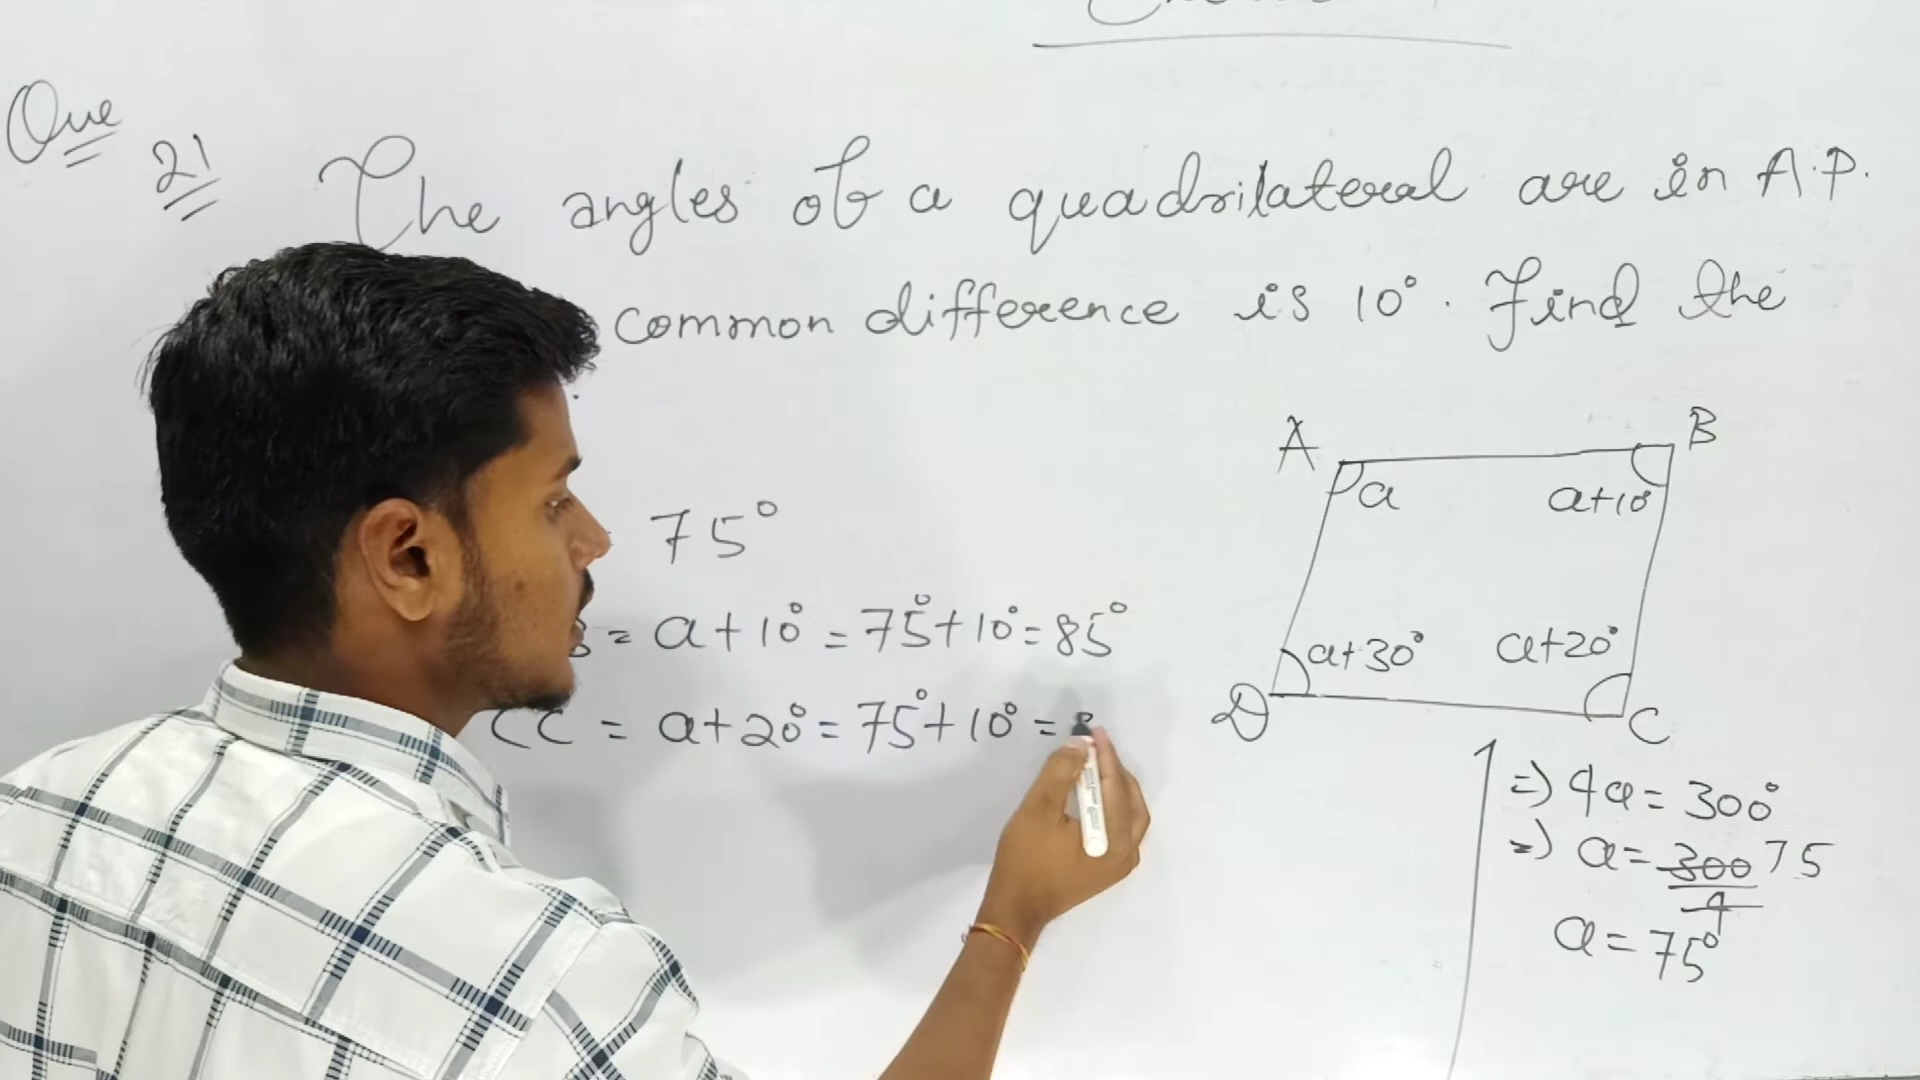 Que
21 The angles of a quadrilateral are in A.P.
common difference is 10°. Find the
A
B
a
a+10°
a+30°
a+20°
D
C
75°
B = a+10° = 75°+10° = 85°
∠C = a+20° = 75°+10° =
=) 4a = 300°
=) a = 300 75
4
a = 75°